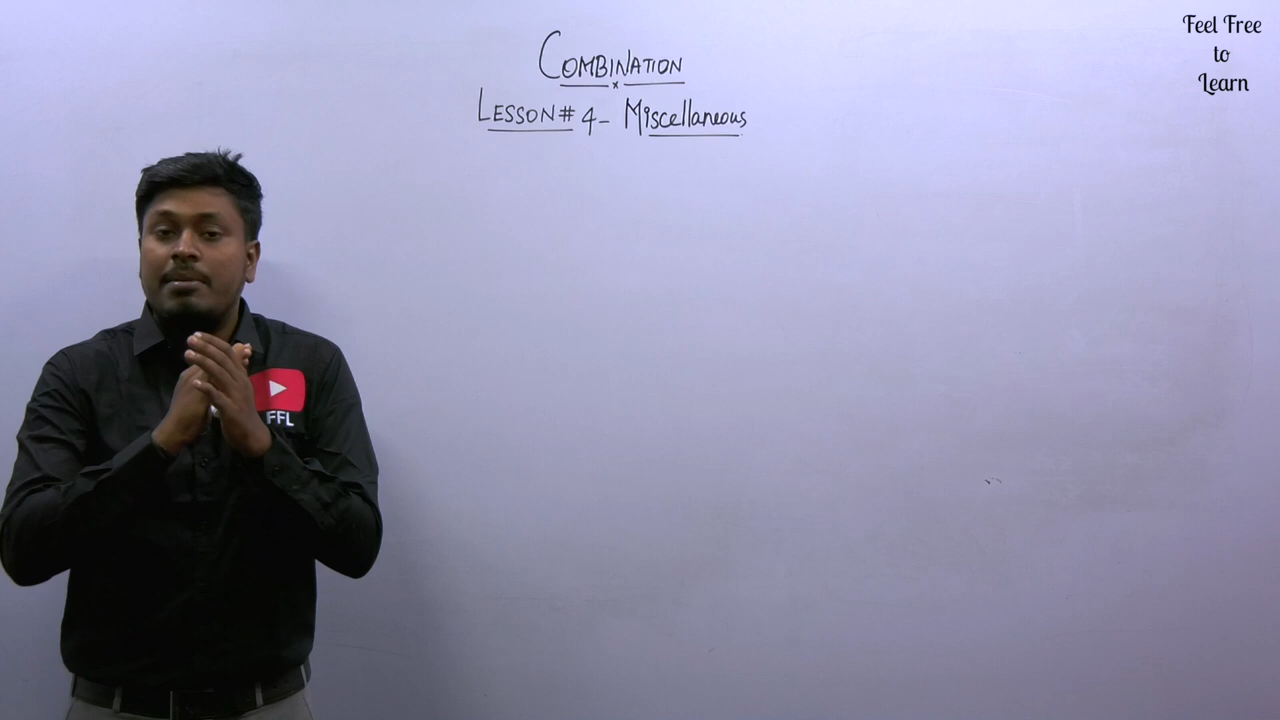 COMBINATION
LESSON# 4- Miscellaneous
Feel Free
to
Learn
FFL